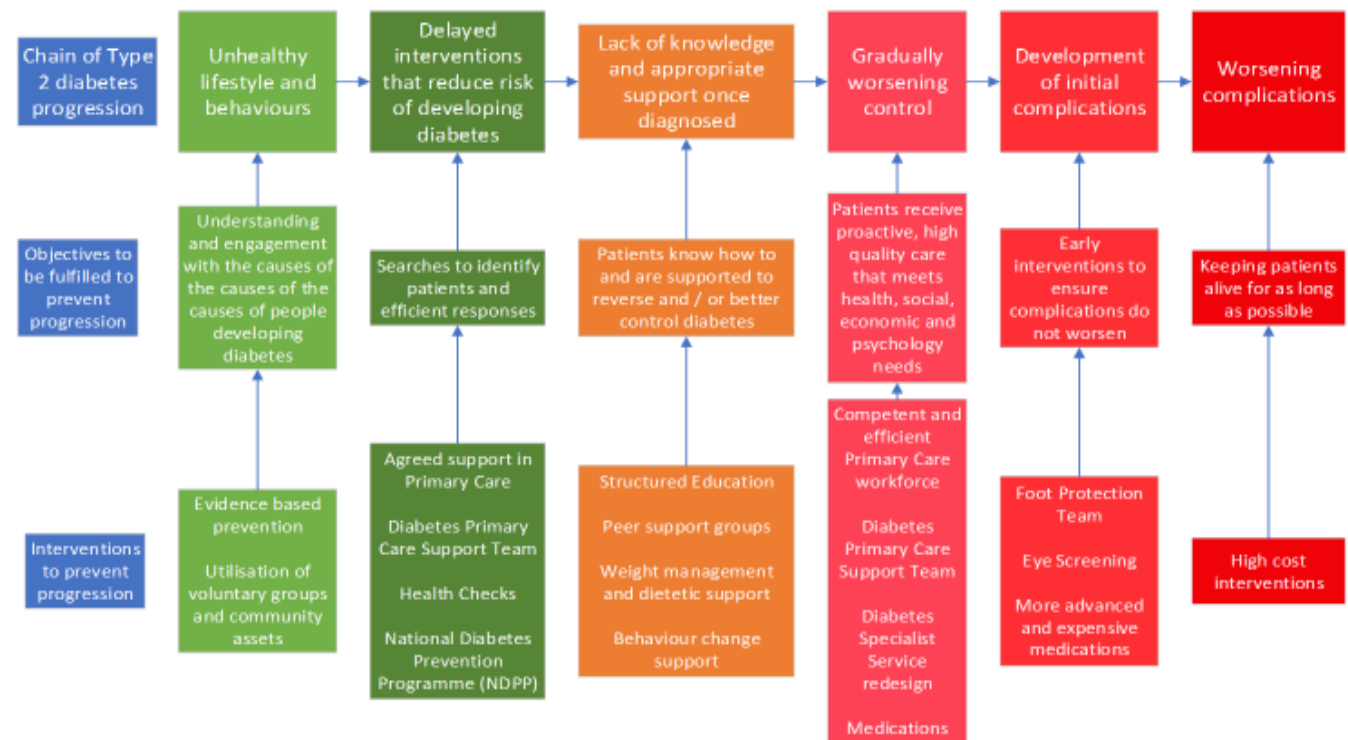 Chain of Type
2 diabetes
progression
Unhealthy
lifestyle and
behaviours
Delayed
interventions
that reduce risk
of developing
diabetes
Lack of knowledge
and appropriate
support once
diagnosed
Gradually
worsening
control
Development
of initial
complications
Worsening
complications
Objectives to
be fulfilled to
prevent
progression
Understanding
and engagement
with the causes of
the causes of the
causes of people
developing
diabetes
Searches to identify
patients and
efficient responses
Patients know how to
and are supported to
reverse and / or better
control diabetes
Patients receive
proactive, high
quality care
that meets
health, social,
economic and
psychology
needs
Early
interventions to
ensure
complications do
not worsen
Keeping patients
alive for as long
as possible
Interventions
to prevent
progression
Evidence based
prevention
Utilisation of
voluntary groups
and community
assets
Agreed support in
Primary Care
Diabetes Primary
Care Support Team
Health Checks
National Diabetes
Prevention
Programme (NDPP)
Structured Education
Peer support groups
Weight management
and dietetic support
Behaviour change
support
Competent and
efficient
Primary Care
workforce
Diabetes
Primary Care
Support Team
Diabetes
Specialist
Service
redesign
Medications
Foot Protection
Team
Eye Screening
More advanced
and expensive
medications
High cost
interventions